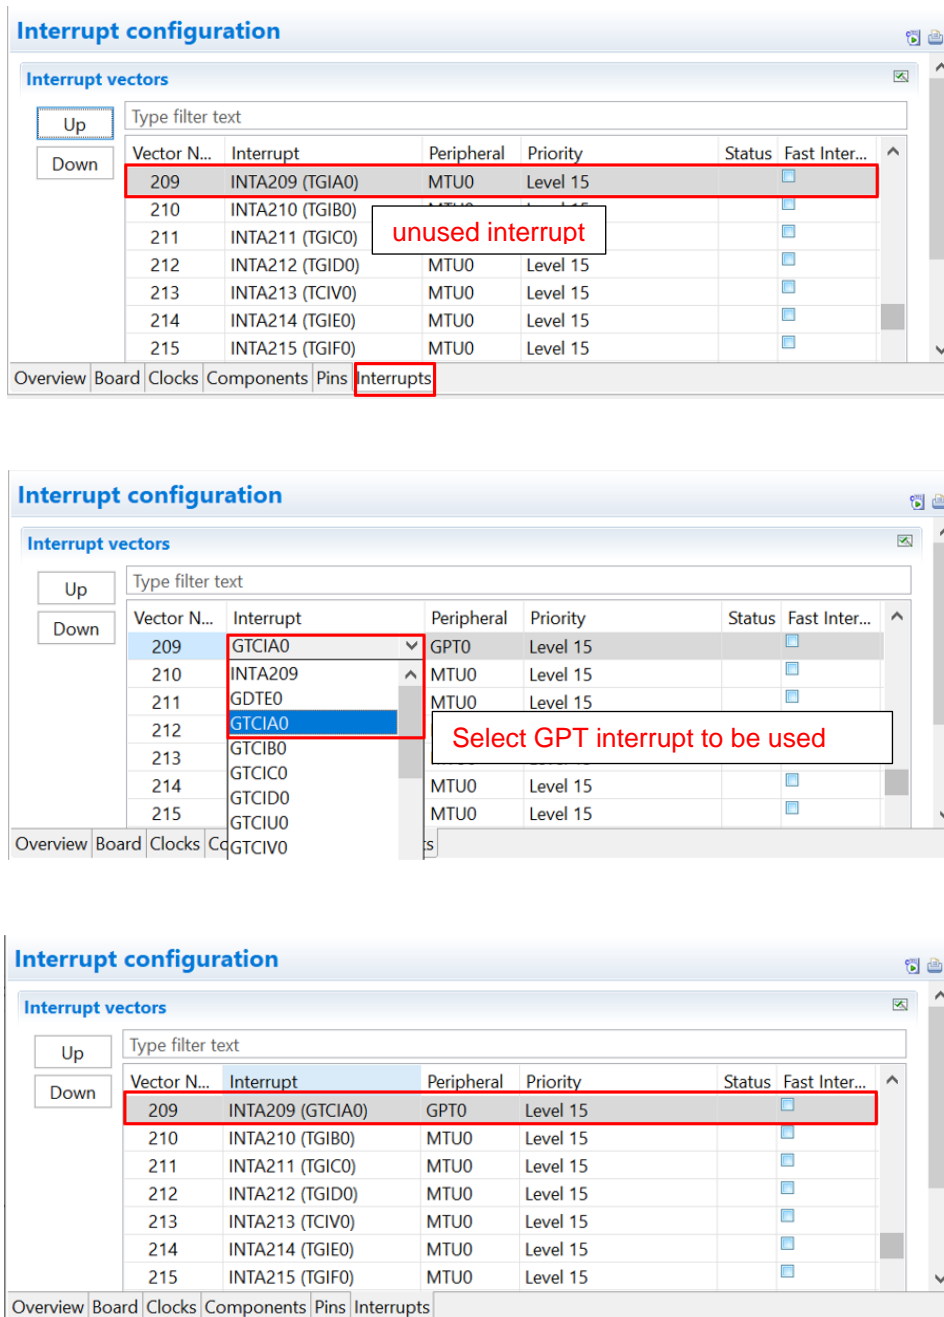 Interrupt configuration
Interrupt vectors
Up
Type filter text
Down
Vector N... Interrupt Peripheral Priority Status Fast Inter...
209 INTA209 (TGIA0) MTU0 Level 15
210 INTA210 (TGIB0)
unused interrupt
211 INTA211 (TGIC0)
212 INTA212 (TGID0) MTU0 Level 15
213 INTA213 (TCIV0) MTU0 Level 15
214 INTA214 (TGIE0) MTU0 Level 15
215 INTA215 (TGIF0) MTU0 Level 15
Overview Board Clocks Components Pins Interrupts
Interrupt configuration
Interrupt vectors
Up
Type filter text
Down
Vector N... Interrupt Peripheral Priority Status Fast Inter...
209 GTCIA0 GPT0 Level 15
210 INTA209 MTU0 Level 15
211 GDTE0 MTU0 Level 15
212 GTCIA0
Select GPT interrupt to be used
213 GTCIB0
214 GTCIC0 MTU0 Level 15
GTCID0
215 GTCIU0 MTU0 Level 15
Overview Board Clocks Co GTCIV0 ts
Interrupt configuration
Interrupt vectors
Up
Type filter text
Down
Vector N... Interrupt Peripheral Priority Status Fast Inter...
209 INTA209 (GTCIA0) GPT0 Level 15
210 INTA210 (TGIB0) MTU0 Level 15
211 INTA211 (TGIC0) MTU0 Level 15
212 INTA212 (TGID0) MTU0 Level 15
213 INTA213 (TCIV0) MTU0 Level 15
214 INTA214 (TGIE0) MTU0 Level 15
215 INTA215 (TGIF0) MTU0 Level 15
Overview Board Clocks Components Pins Interrupts